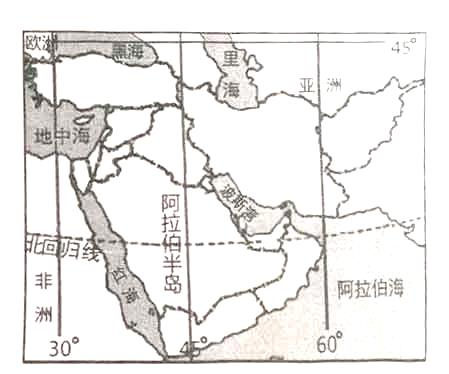 欧洲
黑海
里海
亚洲
45°
地中海
波斯湾
阿拉伯半岛
北回归线
红海
非洲
阿拉伯海
30°
45°
60°